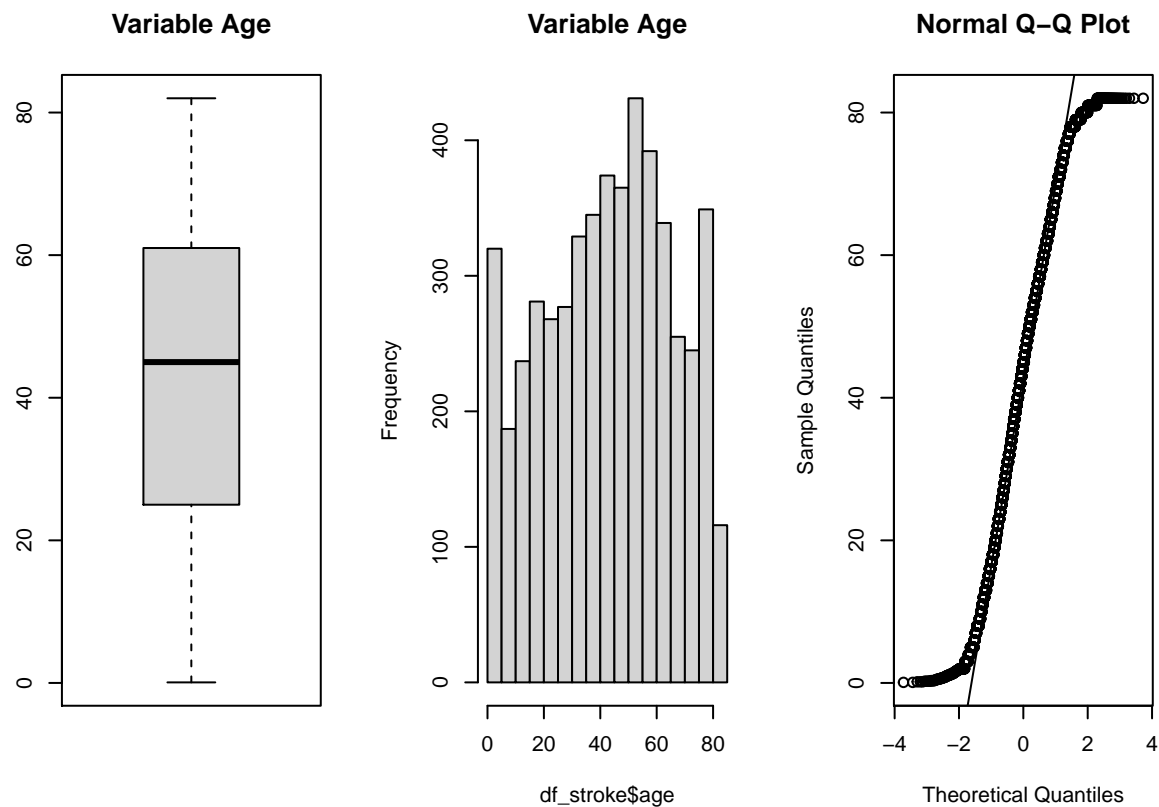 Variable Age
80
60
40
20
0
Variable Age
Frequency
400
300
200
100
0
0 20 40 60 80
df_stroke$age
Normal Q−Q Plot
Sample Quantiles
80
60
40
20
0
−4 −2 0 2 4
Theoretical Quantiles